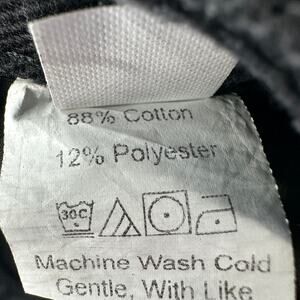 88% Cotton
12% Polyester
30C
Machine Wash Cold
Gentle, With Like